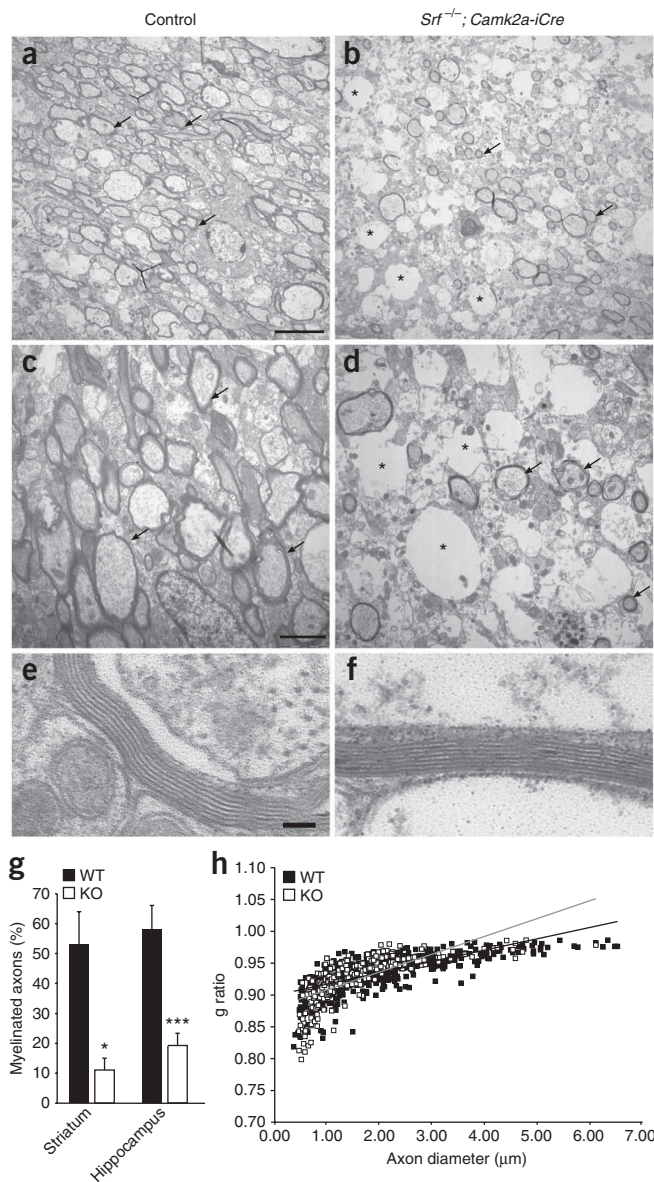 Control
Srf −/−; Camk2a-iCre
a
b
*
*
*
*
c
d
*
*
*
e
f
g
WT
KO
Myelinated axons (%)
70
60
50
40
30
20
10
0
*
***
Striatum
Hippocampus
h
WT
KO
g ratio
1.10
1.05
1.00
0.95
0.90
0.85
0.80
0.70
0.00 1.00 2.00 3.00 4.00 5.00 6.00 7.00
Axon diameter (μm)